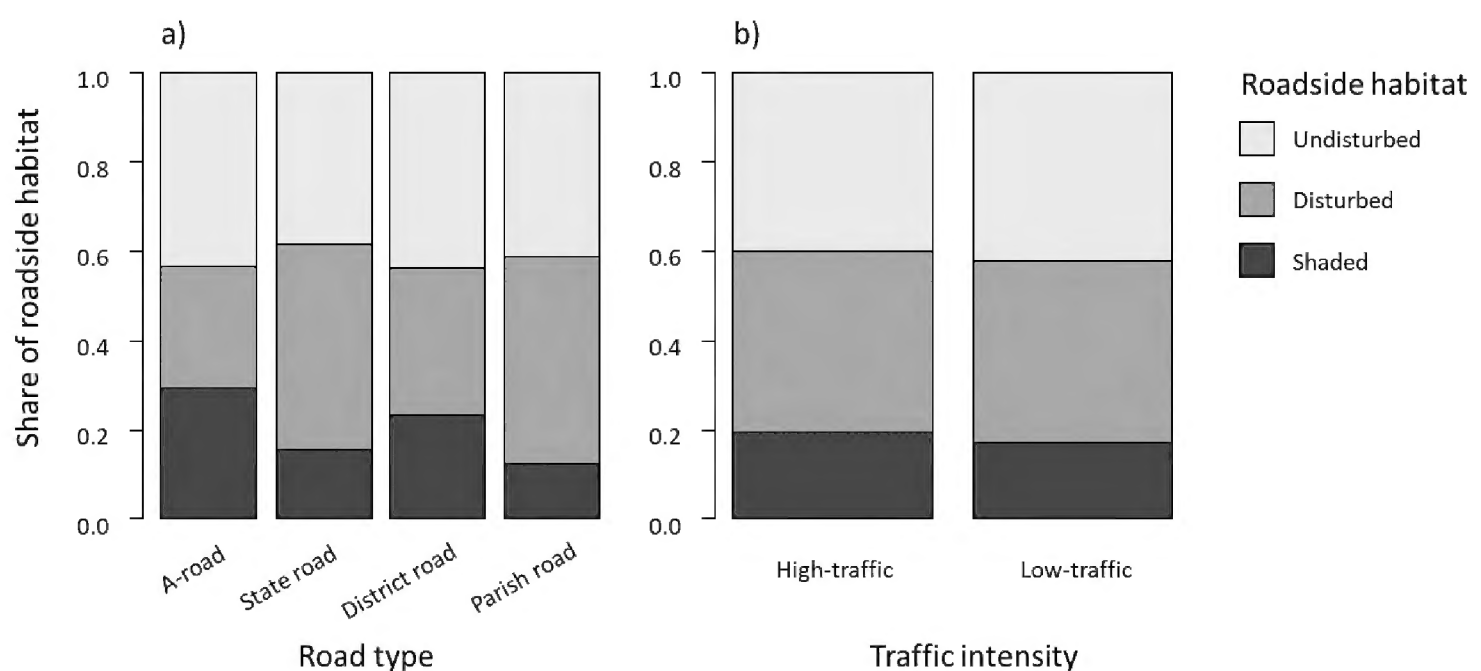 a)
Share of roadside habitat
1.0
0.8
0.6
0.4
0.2
0.0
A-road
State road
District road
Parish road
Road type
b)
1.0
0.8
0.6
0.4
0.2
0.0
High-traffic
Low-traffic
Traffic intensity
Roadside habitat
Undisturbed
Disturbed
Shaded